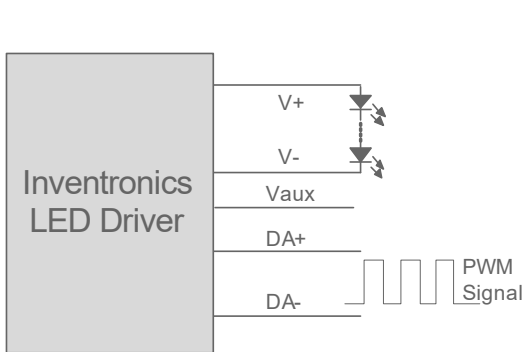 V+
V-
Inventronics
LED Driver
Vaux
DA+
PWM
Signal
DA-